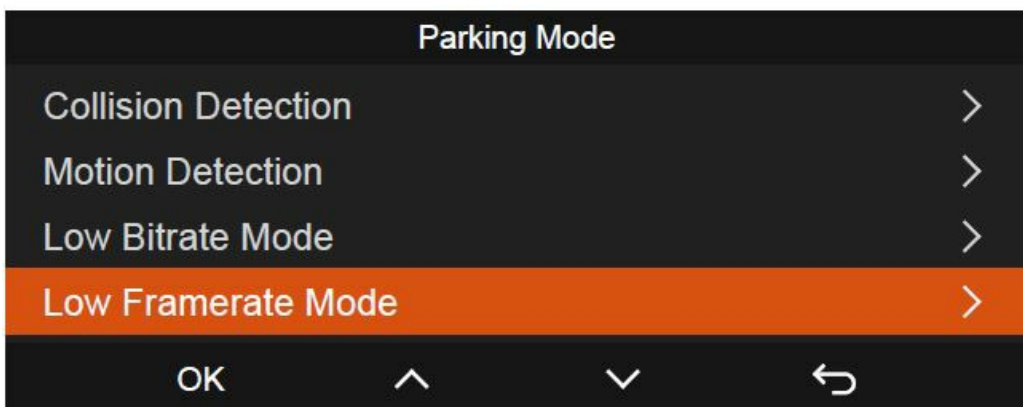 Parking Mode
Collision Detection
Motion Detection
Low Bitrate Mode
Low Framerate Mode
OK